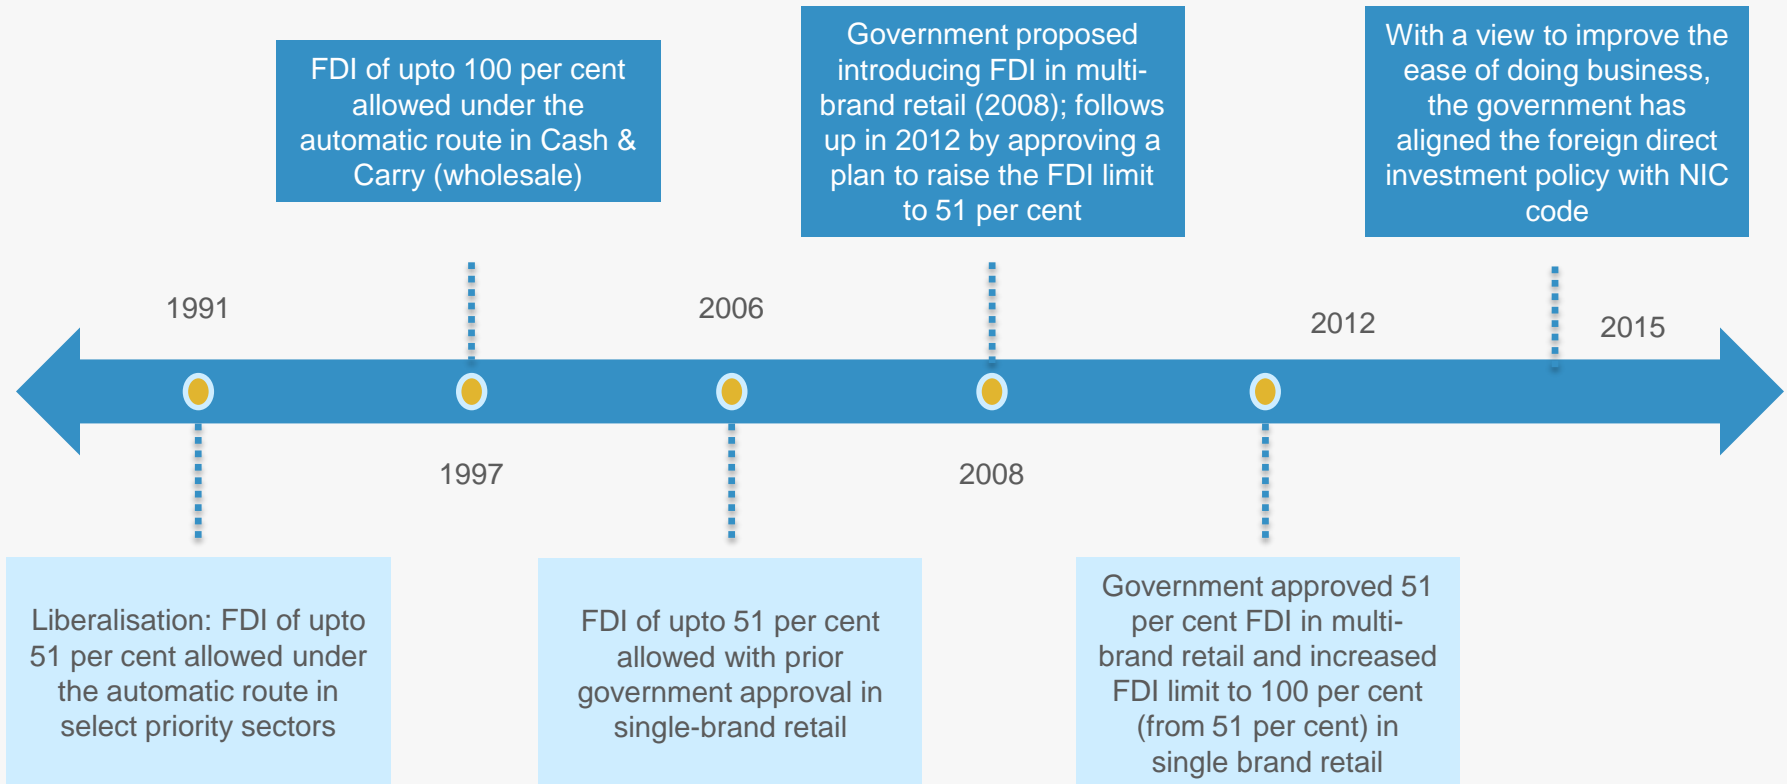 FDI of upto 100 per cent
allowed under the
automatic route in Cash &
Carry (wholesale)
Government proposed
introducing FDI in multi-
brand retail (2008); follows
up in 2012 by approving a
plan to raise the FDI limit
to 51 per cent
With a view to improve the
ease of doing business,
the government has
aligned the foreign direct
investment policy with NIC
code
1991
2006
2012
2015
1997
2008
Liberalisation: FDI of upto
51 per cent allowed under
the automatic route in
select priority sectors
FDI of upto 51 per cent
allowed with prior
government approval in
single-brand retail
Government approved 51
per cent FDI in multi-
brand retail and increased
FDI limit to 100 per cent
(from 51 per cent) in
single brand retail